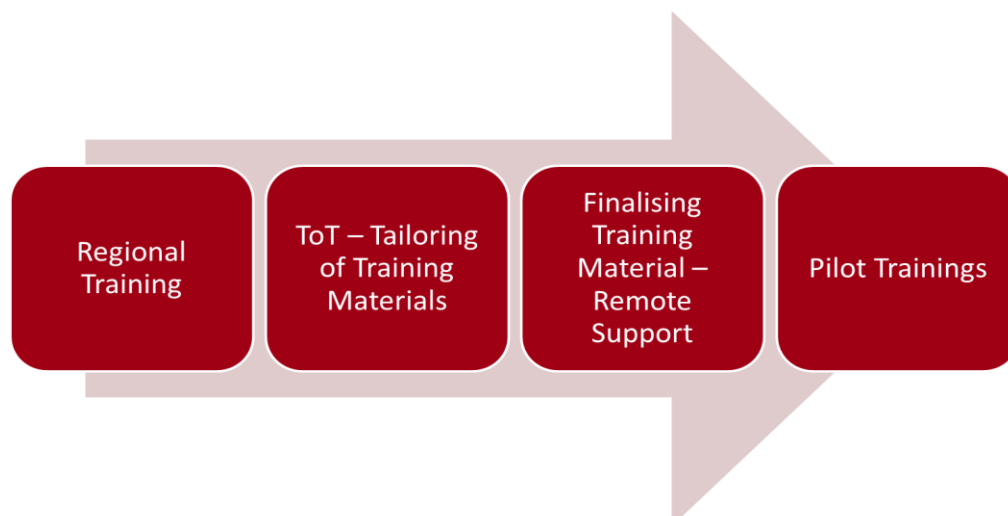 Regional
Training
ToT – Tailoring
of Training
Materials
Finalising
Training
Material –
Remote
Support
Pilot Trainings